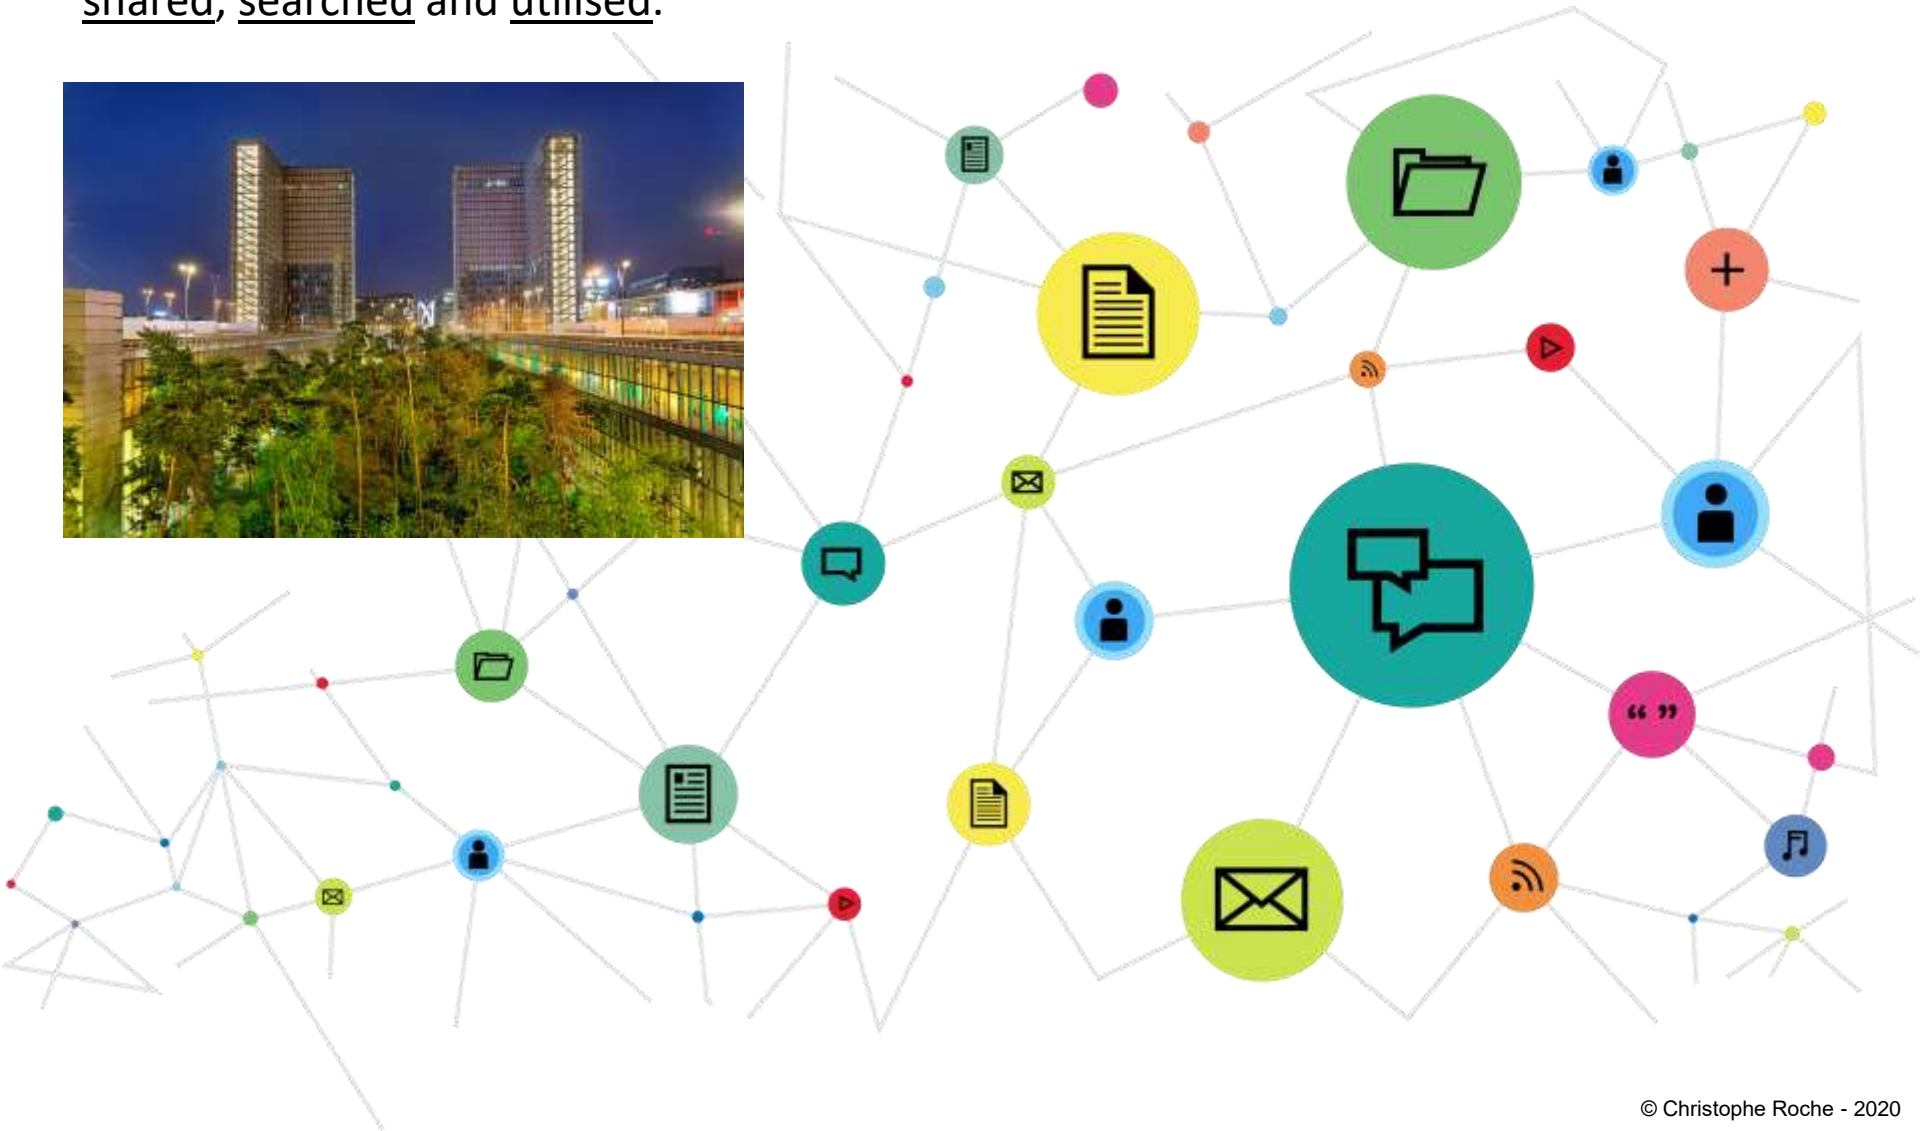 shared, searched and utilised.
“ ”
© Christophe Roche - 2020